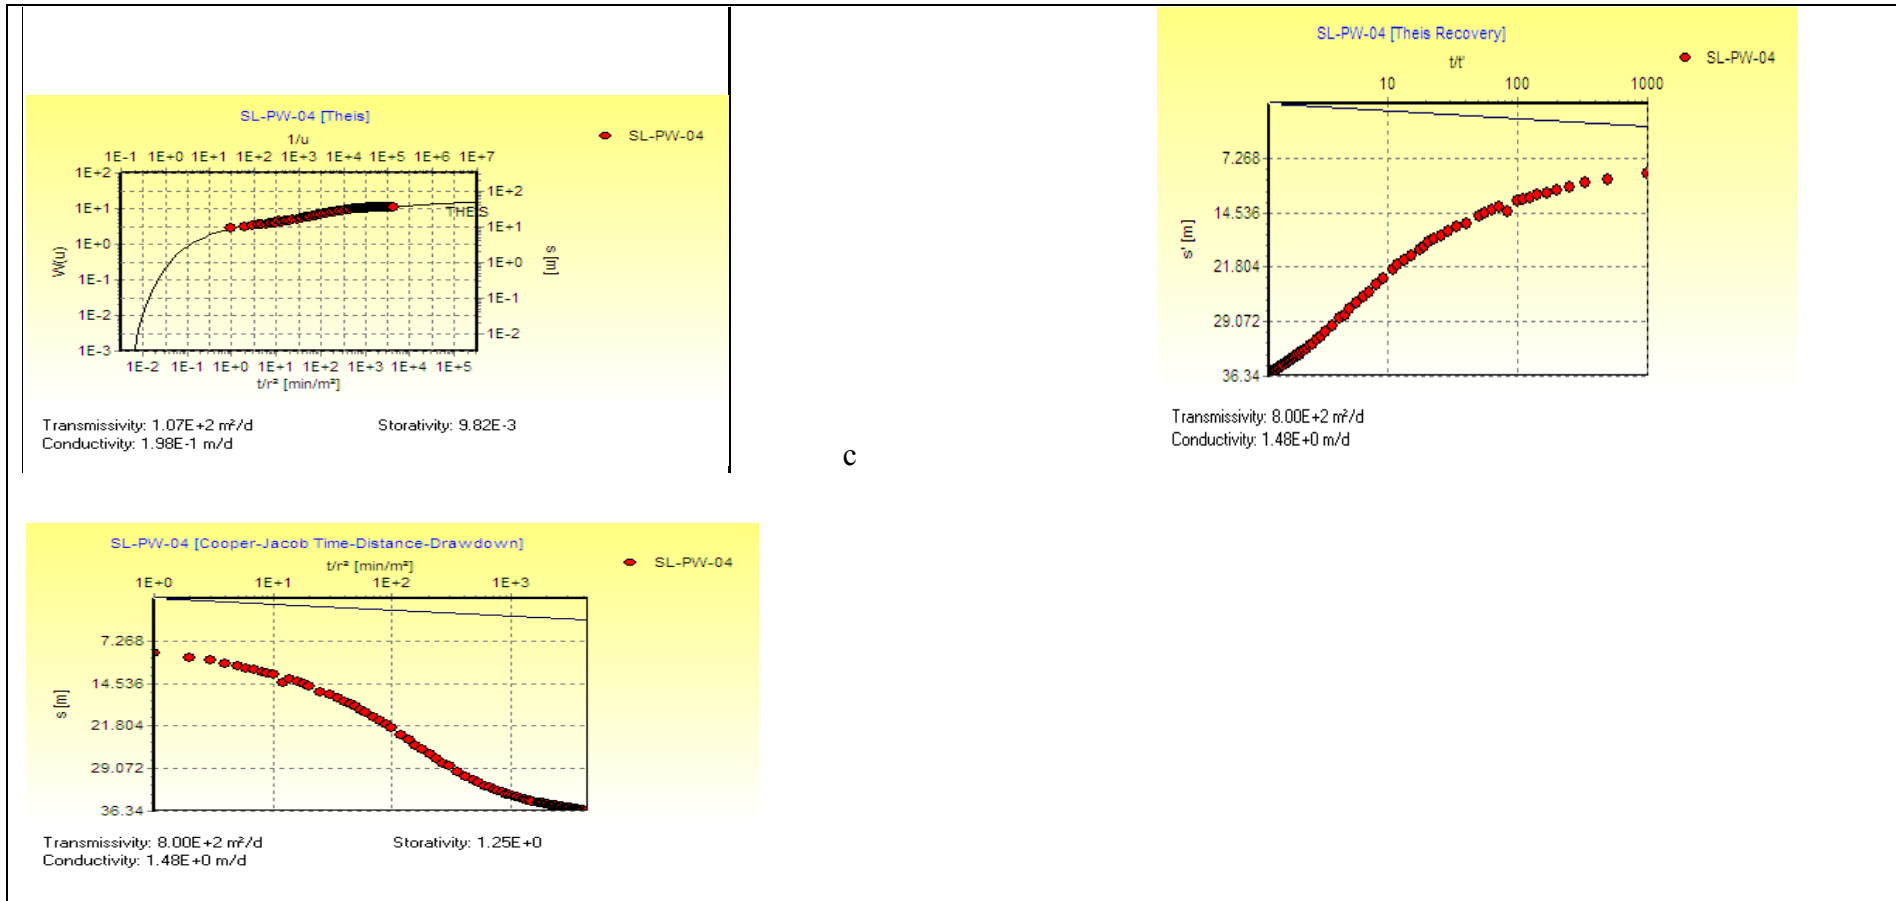 SL-PW-04 [Theis]
SL-PW-04
1/u
1E-1 1E+0 1E+1 1E+2 1E+3 1E+4 1E+5 1E+6 1E+7
1E+2
1E+1
1E+0
1E-1
1E-2
1E-3
W(u)
THEIS
1E+2
1E+1
1E+0
1E-1
1E-2
s [m]
1E-2 1E-1 1E+0 1E+1 1E+2 1E+3 1E+4 1E+5
t/r² [min/m²]
Transmissivity: 1.07E+2 m²/d Storativity: 9.82E-3
Conductivity: 1.98E-1 m/d
c
SL-PW-04 [Theis Recovery]
SL-PW-04
t/t'
10 100 1000
7.268
14.536
21.804
29.072
36.34
s' [m]
Transmissivity: 8.00E+2 m²/d
Conductivity: 1.48E+0 m/d
SL-PW-04 [Cooper-Jacob Time-Distance-Drawdown]
SL-PW-04
t/r² [min/m²]
1E+0 1E+1 1E+2 1E+3
7.268
14.536
21.804
29.072
36.34
s [m]
Transmissivity: 8.00E+2 m²/d Storativity: 1.25E+0
Conductivity: 1.48E+0 m/d